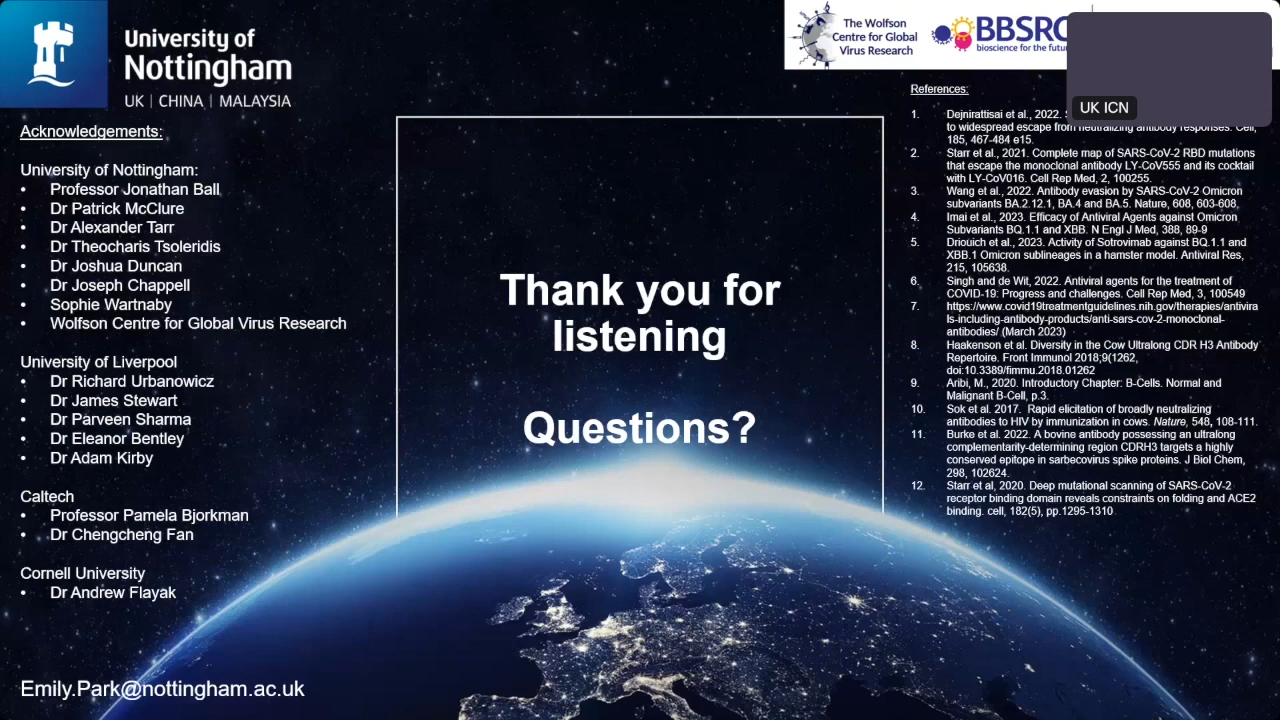 University of
Nottingham
UK | CHINA | MALAYSIA
The Wolfson
Centre for Global
Virus Research
BBSRC
bioscience for the futu
UK ICN
Acknowledgements:
University of Nottingham:
• Professor Jonathan Ball
• Dr Patrick McClure
• Dr Alexander Tarr
• Dr Theocharis Tsoleridis
• Dr Joshua Duncan
• Dr Joseph Chappell
• Sophie Wartnaby
• Wolfson Centre for Global Virus Research
University of Liverpool
• Dr Richard Urbanowicz
• Dr James Stewart
• Dr Parveen Sharma
• Dr Eleanor Bentley
• Dr Adam Kirby
Caltech
• Professor Pamela Bjorkman
• Dr Chengcheng Fan
Cornell University
• Dr Andrew Flayak
Emily.Park@nottingham.ac.uk
Thank you for
listening
Questions?
References:
1. Dejnirattisai et al., 2022.
to widespread escape from neutralizing antibody responses. Cell,
185, 467-484 e15.
2. Starr et al., 2021. Complete map of SARS-CoV-2 RBD mutations
that escape the monoclonal antibody LY-CoV555 and its cocktail
with LY-CoV016. Cell Rep Med, 2, 100255.
3. Wang et al., 2022. Antibody evasion by SARS-CoV-2 Omicron
subvariants BA.2.12.1, BA.4 and BA.5. Nature, 608, 603-608.
4. Imai et al., 2023. Efficacy of Antiviral Agents against Omicron
Subvariants BQ.1.1 and XBB. N Engl J Med, 388, 89-9
5. Driouich et al., 2023. Activity of Sotrovimab against BQ.1.1 and
XBB.1 Omicron sublineages in a hamster model. Antiviral Res,
215, 105638.
6. Singh and de Wit, 2022. Antiviral agents for the treatment of
COVID-19: Progress and challenges. Cell Rep Med, 3, 100549
7. https://www.covid19treatmentguidelines.nih.gov/therapies/antivira
ls-including-antibody-products/anti-sars-cov-2-monoclonal-
antibodies/ (March 2023)
8. Haakenson et al. Diversity in the Cow Ultralong CDR H3 Antibody
Repertoire. Front Immunol 2018;9(1262,
doi:10.3389/fimmu.2018.01262
9. Aribi, M., 2020. Introductory Chapter: B-Cells. Normal and
Malignant B-Cell, p.3.
10. Sok et al. 2017. Rapid elicitation of broadly neutralizing
antibodies to HIV by immunization in cows. Nature, 548, 108-111.
11. Burke et al. 2022. A bovine antibody possessing an ultralong
complementarity-determining region CDRH3 targets a highly
conserved epitope in sarbecovirus spike proteins. J Biol Chem,
298, 102624.
12. Starr et al, 2020. Deep mutational scanning of SARS-CoV-2
receptor binding domain reveals constraints on folding and ACE2
binding. cell, 182(5), pp.1295-1310